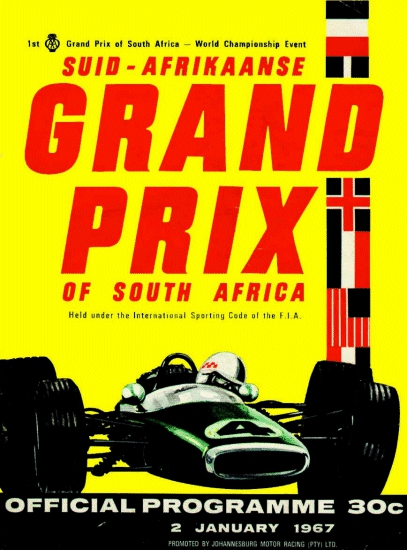 1st AA Grand Prix of South Africa – World Championship Event
SUID-AFRIKAANSE
GRAND
PRIX
OF SOUTH AFRICA
Held under the International Sporting Code of the F.I.A.
OFFICIAL PROGRAMME 30c
2 JANUARY 1967
PROMOTED BY JOHANNESBURG MOTOR RACING (PTY) LTD.